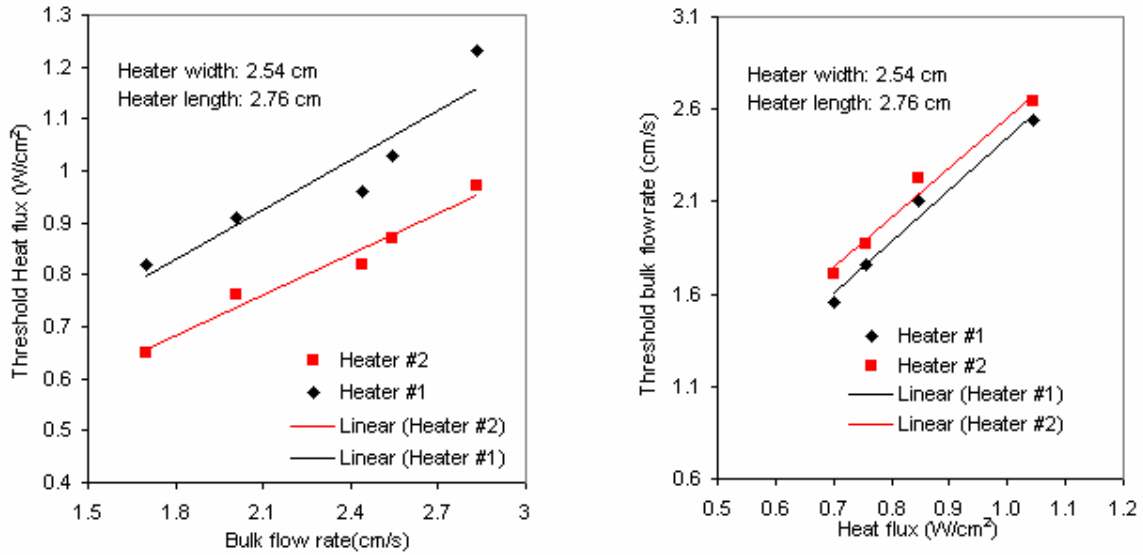 1.3
1.2
1.1
1
0.9
0.8
0.7
0.6
0.5
0.4
Threshold Heat flux (W/cm²)
Heater width: 2.54 cm
Heater length: 2.76 cm
Heater #2
Heater #1
Linear (Heater #2)
Linear (Heater #1)
1.5 1.8 2.1 2.4 2.7 3
Bulk flow rate(cm/s)
3.1
2.6
2.1
1.6
1.1
0.6
Threshold bulk flowrate (cm/s)
Heater width: 2.54 cm
Heater length: 2.76 cm
Heater #1
Heater #2
Linear (Heater #1)
Linear (Heater #2)
0.5 0.6 0.7 0.8 0.9 1.0 1.1 1.2
Heat flux (W/cm²)